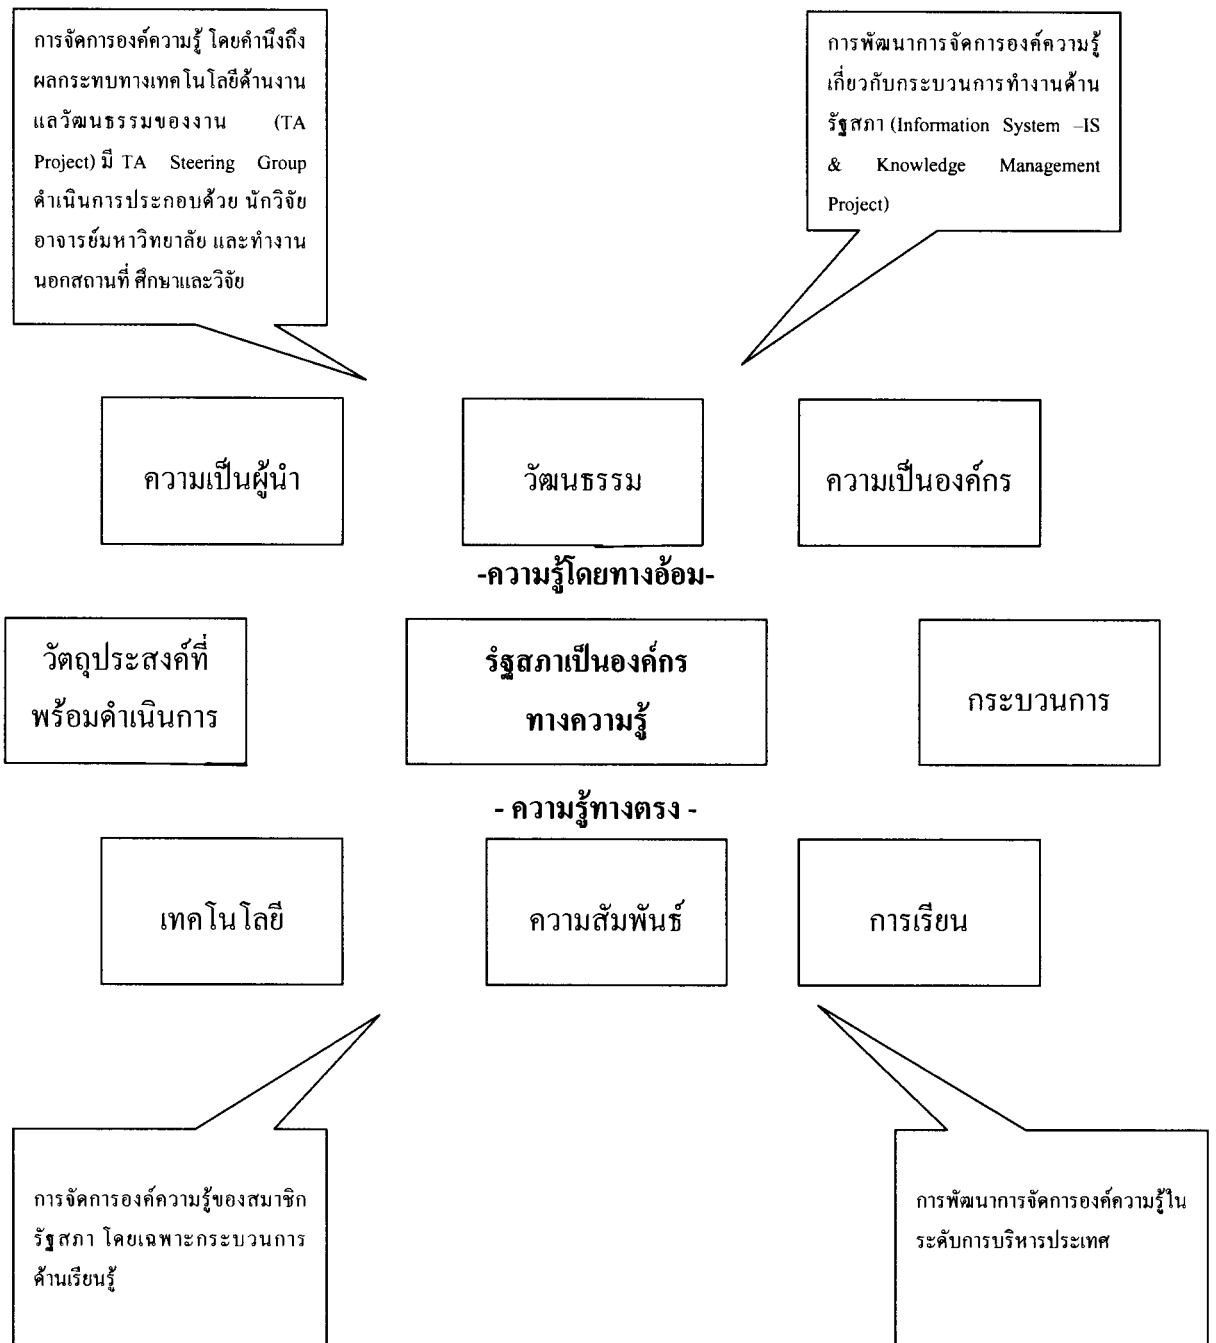 การจัดการองค์ความรู้ โดยคำนึงถึง
ผลกระทบทางเทคโนโลยีด้านงาน
แลวัฒนธรรมของงาน (TA
Project) มี TA Steering Group
ดำเนินการประกอบด้วย นักวิจัย
อาจารย์มหาวิทยาลัย และทำงาน
นอกสถานที่ ศึกษาและวิจัย
การพัฒนาการจัดการองค์ความรู้
เกี่ยวกับกระบวนการทำงานด้าน
รัฐสภา (Information System –IS
& Knowledge Management
Project)
ความเป็นผู้นำ
วัฒนธรรม
ความเป็นองค์กร
-ความรู้โดยทางอ้อม-
วัตถุประสงค์ที่
พร้อมดำเนินการ
รัฐสภาเป็นองค์กร
ทางความรู้
กระบวนการ
- ความรู้ทางตรง -
เทคโนโลยี
ความสัมพันธ์
การเรียน
การจัดการองค์ความรู้ของสมาชิก
รัฐสภา โดยเฉพาะกระบวนการ
ด้านเรียนรู้
การพัฒนาการจัดการองค์ความรู้ใน
ระดับการบริหารประเทศ